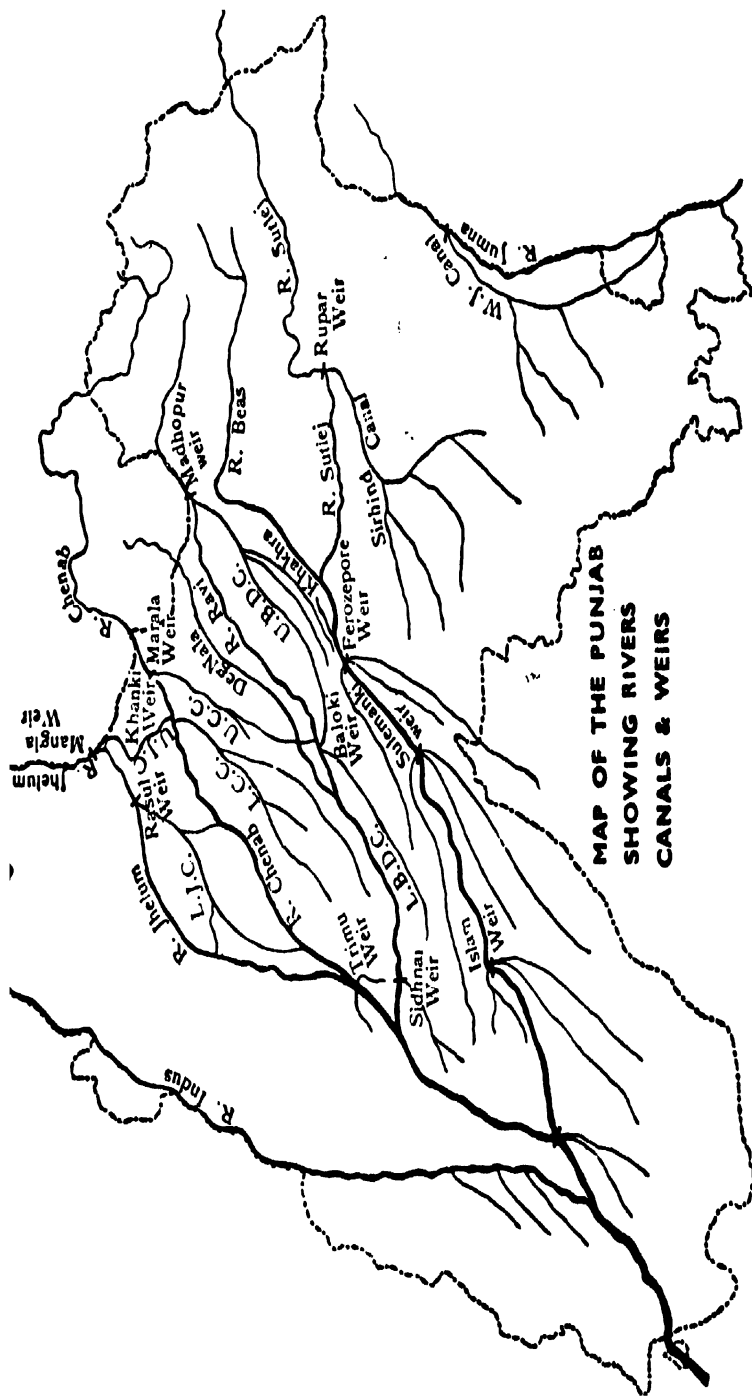 Jhelum
R.
Mangla
Weir
R. Chenab
Khanki
Weir
Marala
Weir
Madhopur
weir
R. Beas
R. Sutlej
Rupar
Weir
R. Sutlej
Sirhind Canal
W.J. Canal
R. Jumna
R. Jhelum
Rasul
Weir
U.J.C.
L.J.C.
U.C.C.
L.C.C.
R. Chenab
Deg Nala
R. Ravi
U.B.D.C.
Khakhra
Ferozepore
Weir
Baloki
Weir
Sulemanki
weir
L.B.D.C.
Trimu
Weir
Sidhnai
Weir
Islam
Weir
R. Indus
MAP OF THE PUNJAB
SHOWING RIVERS
CANALS & WEIRS